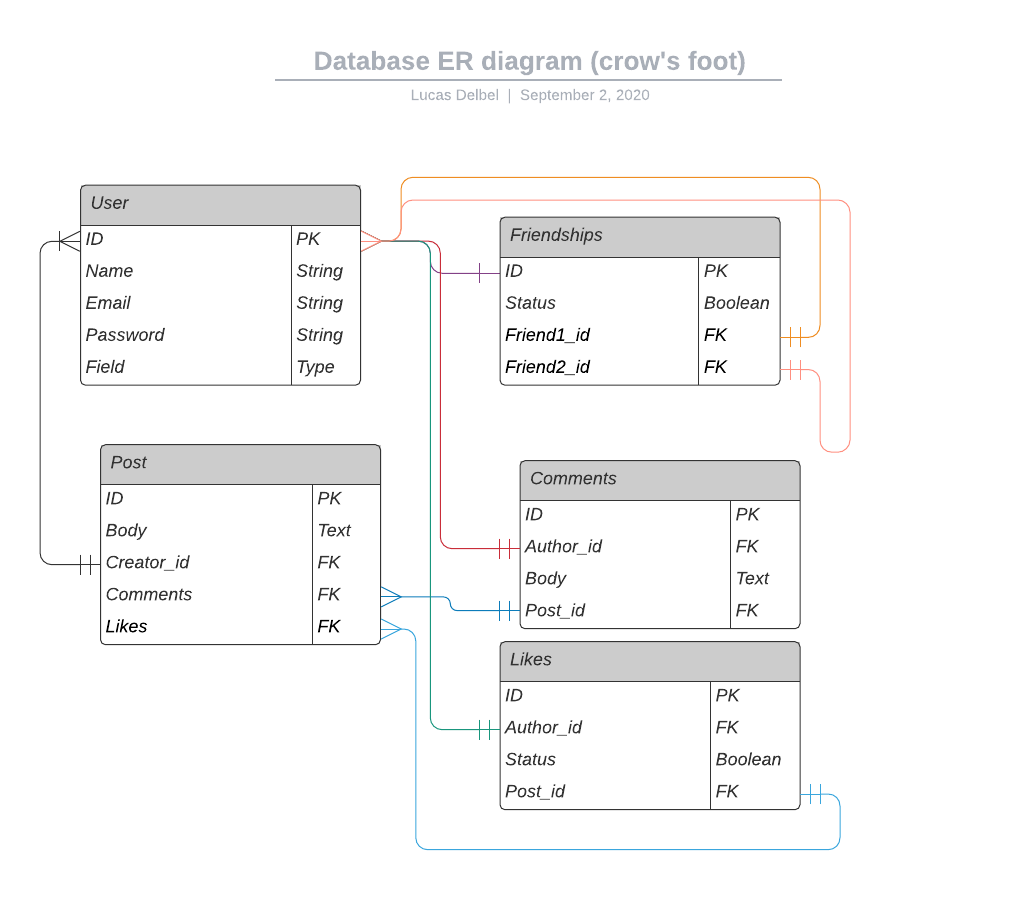 Database ER diagram (crow's foot)
Lucas Delbel | September 2, 2020
User
ID PK
Name String
Email String
Password String
Field Type
Friendships
ID PK
Status Boolean
Friend1_id FK
Friend2_id FK
Post
ID PK
Body Text
Creator_id FK
Comments FK
Likes FK
Comments
ID PK
Author_id FK
Body Text
Post_id FK
Likes
ID PK
Author_id FK
Status Boolean
Post_id FK